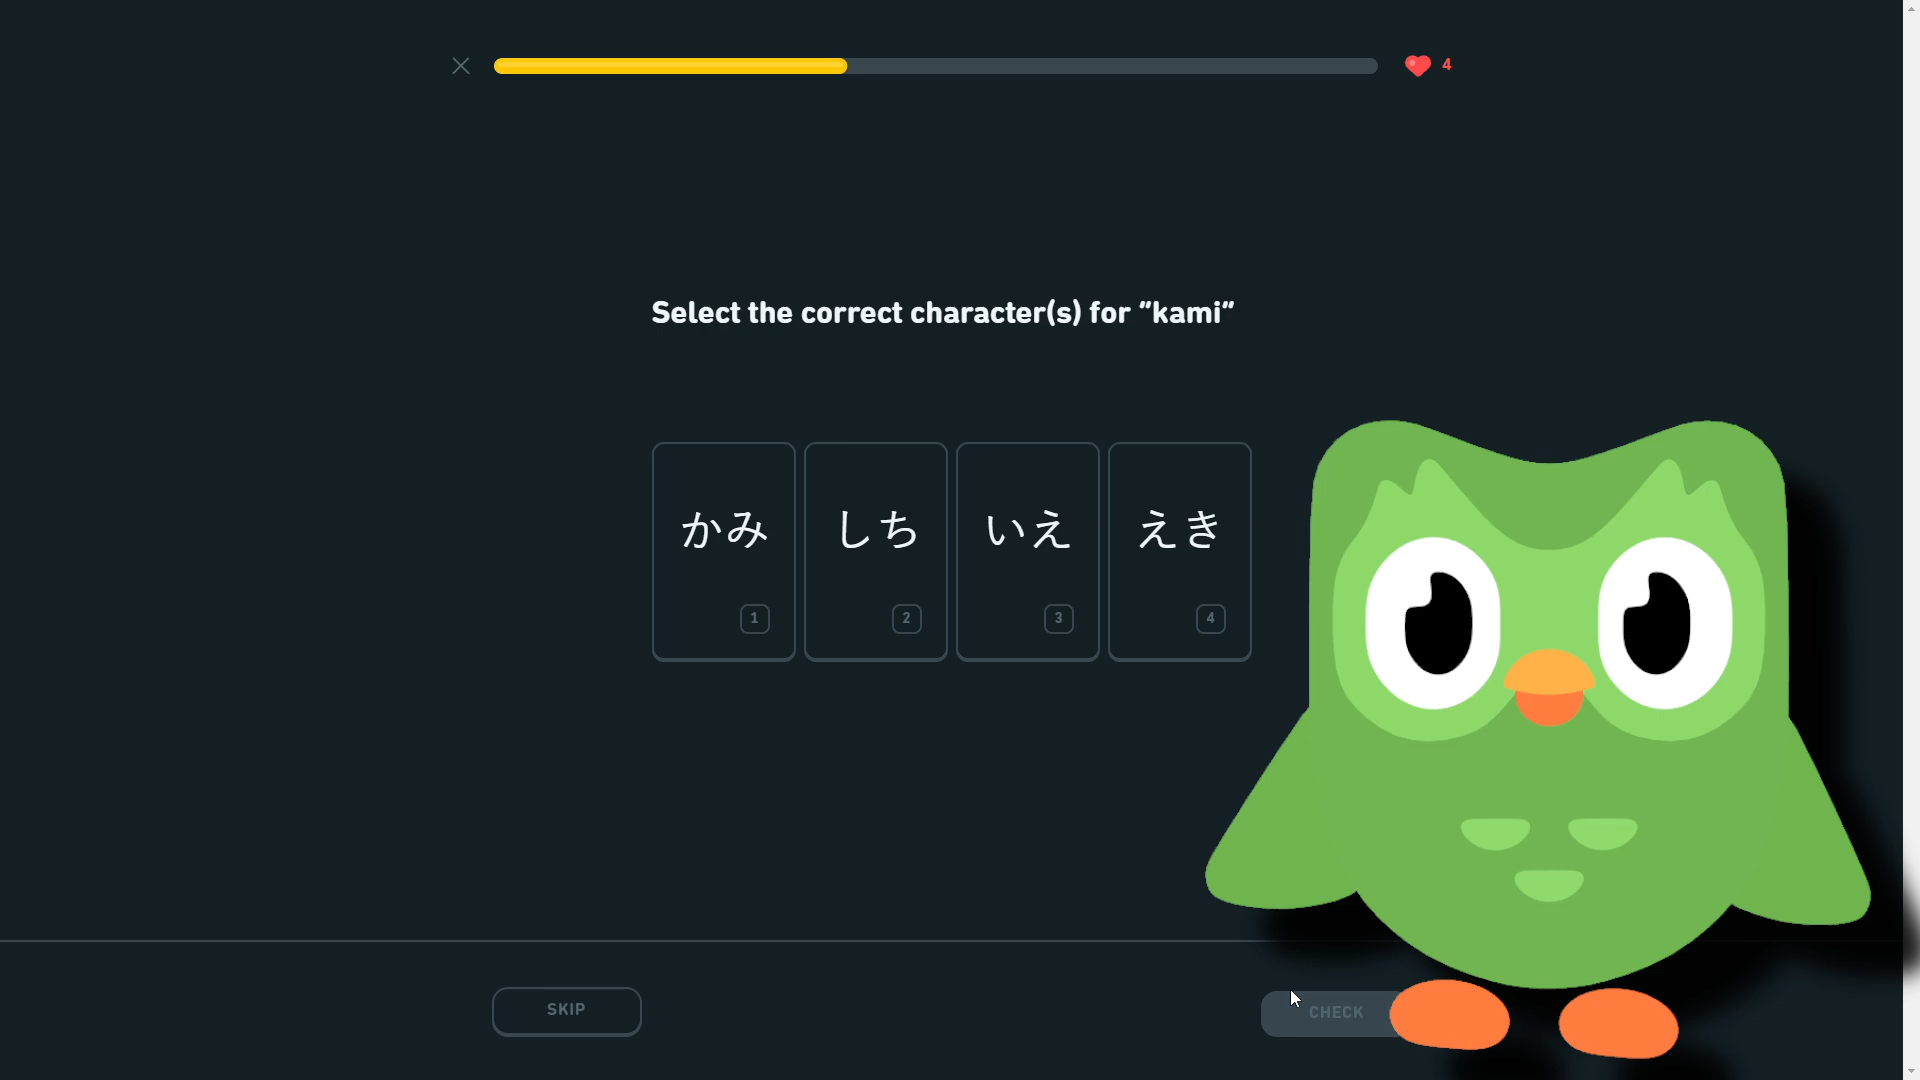 4
Select the correct character(s) for “kami”
かみ
しち
いえ
えき
1
2
3
4
SKIP
CHECK